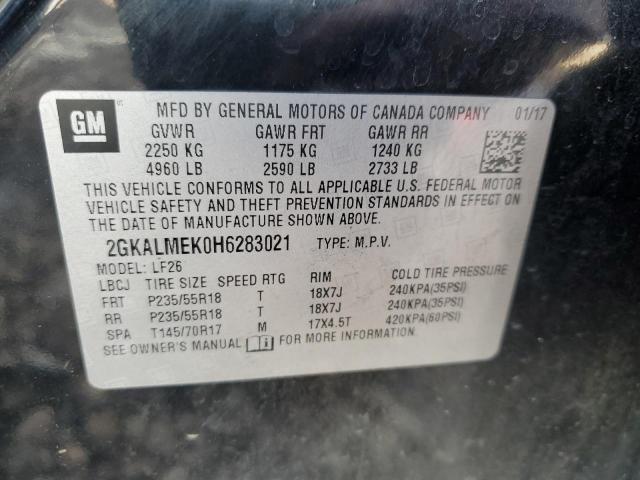 GM
MFD BY GENERAL MOTORS OF CANADA COMPANY 01/17
GVWR GAWR FRT GAWR RR
2250 KG 1175 KG 1240 KG
4960 LB 2590 LB 2733 LB
THIS VEHICLE CONFORMS TO ALL APPLICABLE U.S. FEDERAL MOTOR
VEHICLE SAFETY AND THEFT PREVENTION STANDARDS IN EFFECT ON
THE DATE OF MANUFACTURE SHOWN ABOVE.
2GKALMEK0H6283021 TYPE: M.P.V.
MODEL: LF26
LBCJ TIRE SIZE SPEED RTG RIM COLD TIRE PRESSURE
FRT P235/55R18 T 18X7J 240KPA(35PSI)
RR P235/55R18 T 18X7J 240KPA(35PSI)
SPA T145/70R17 M 17X4.5T 420KPA(60PSI)
SEE OWNER'S MANUAL FOR MORE INFORMATION.